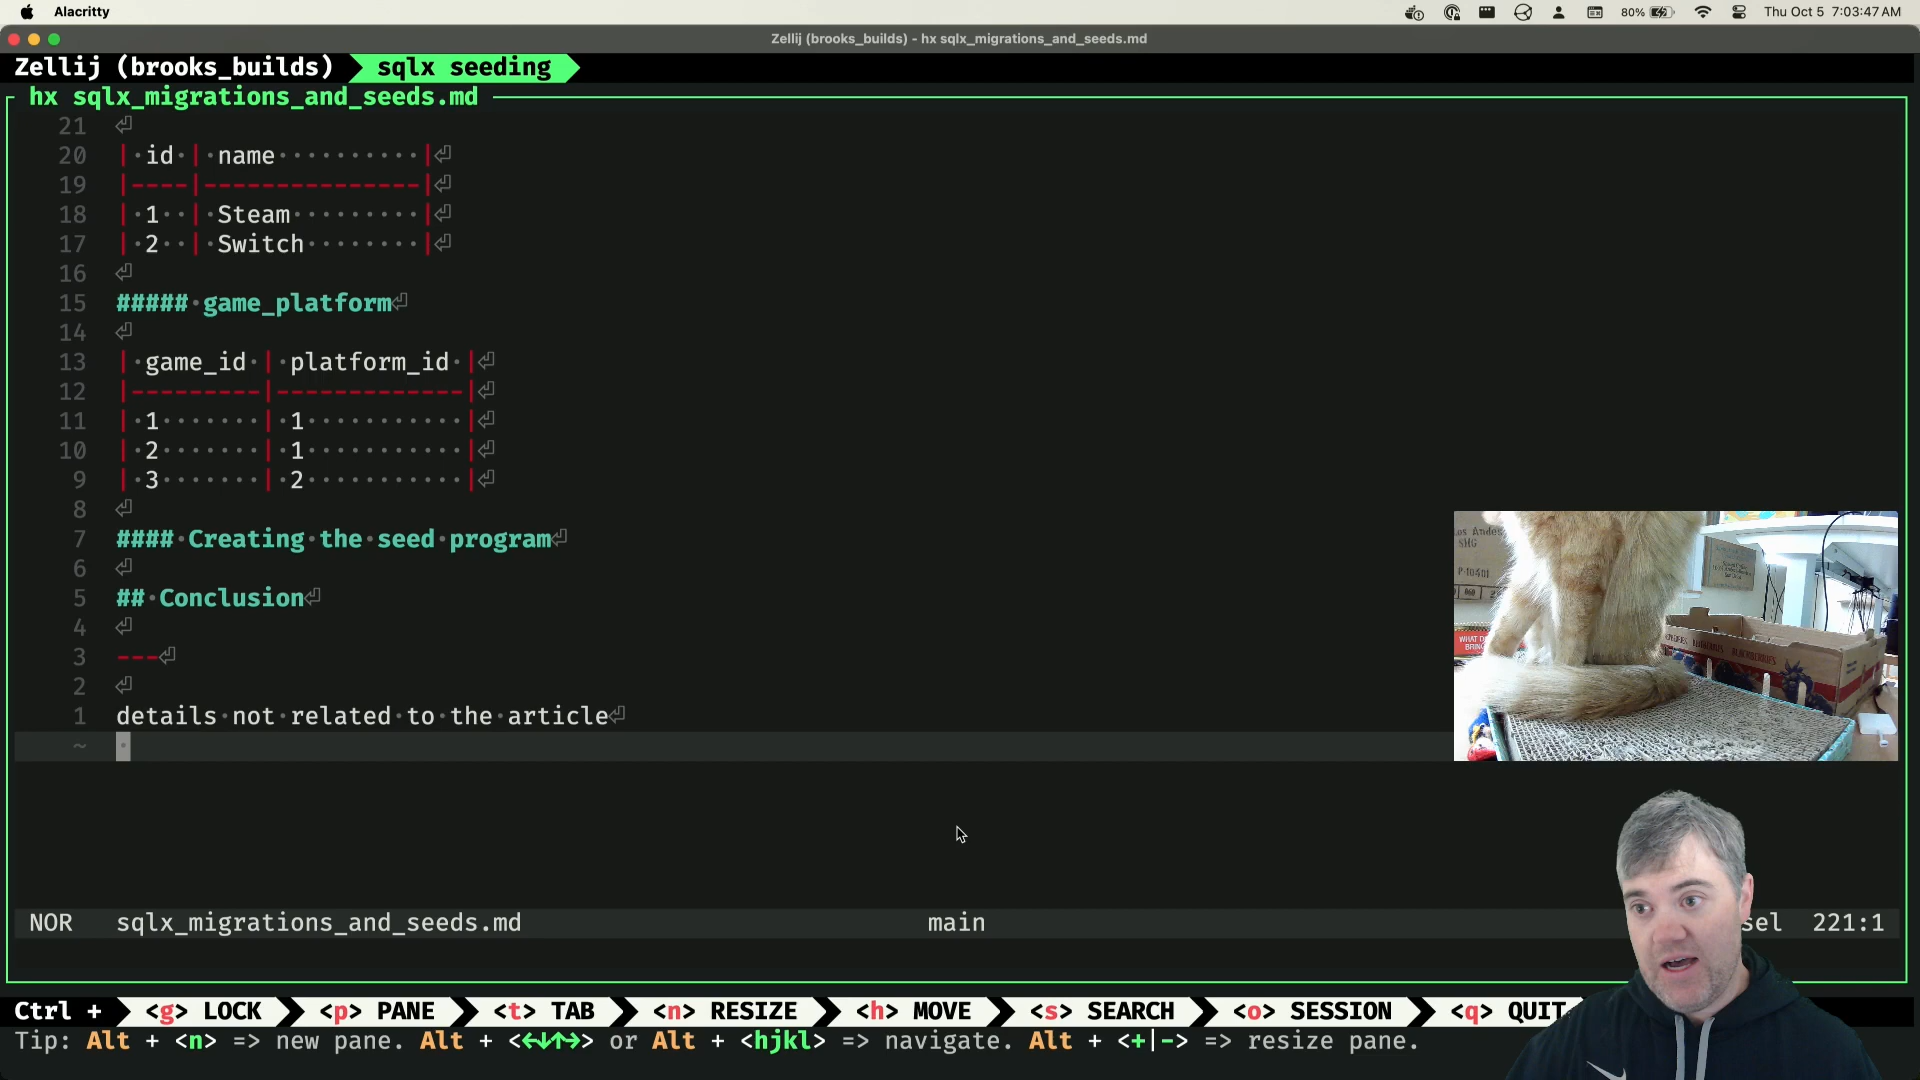 Alacritty 80% Thu Oct 5 7:03:47 AM
Zellij (brooks_builds) - hx sqlx_migrations_and_seeds.md
Zellij (brooks_builds) sqlx seeding
hx sqlx_migrations_and_seeds.md
21
20 | id | name |
19 |----|---------------|
18 | 1 | Steam |
17 | 2 | Switch |
16
15 ##### game_platform
14
13 | game_id | platform_id |
12 |---------|-------------|
11 | 1 | 1 |
10 | 2 | 1 |
9 | 3 | 2 |
8
7 #### Creating the seed program
6
5 ## Conclusion
4
3 ---
2
1 details not related to the article
~
SHG
P-10401
WHAT
BRING
NOR sqlx_migrations_and_seeds.md main sel 221:1
Ctrl + <g> LOCK <p> PANE <t> TAB <n> RESIZE <h> MOVE <s> SEARCH <o> SESSION <q> QUIT
Tip: Alt + <n> => new pane. Alt + <←↓↑→> or Alt + <hjkl> => navigate. Alt + <+|-> => resize pane.